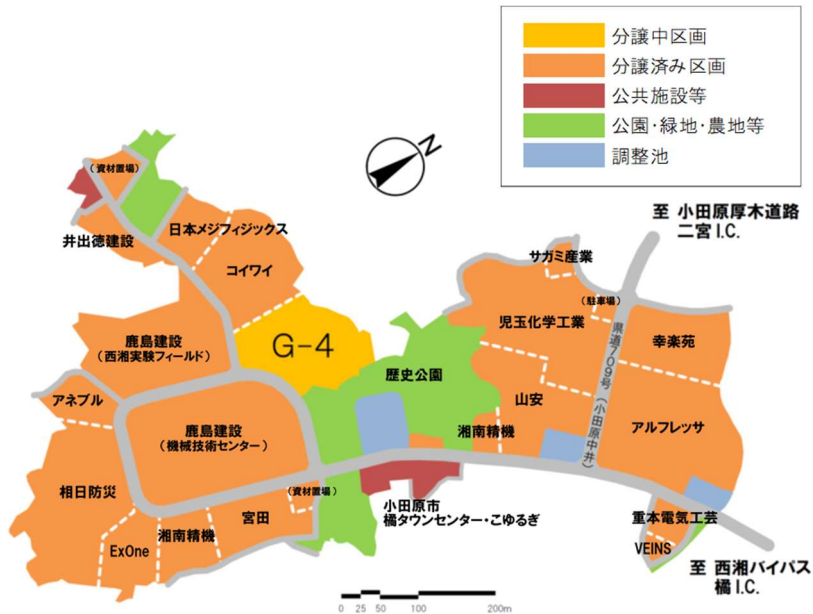 分譲中区画
分譲済み区画
公共施設等
公園・緑地・農地等
調整池
N
(資材置場)
井出徳建設
日本メジフィジックス
コイワイ
至 小田原厚木道路
二宮 I.C.
サガミ産業
(駐車場)
児玉化学工業
幸楽苑
県道709号(小田原中井)
鹿島建設
(西湘実験フィールド)
G-4
歴史公園
アネブル
山安
アルフレッサ
鹿島建設
(機械技術センター)
湘南精機
相日防災
(資材置場)
宮田
小田原市
橘タウンセンター・こゆるぎ
湘南精機
ExOne
重本電気工芸
VEINS
至 西湘バイパス
橘 I.C.
0 25 50 100 200m